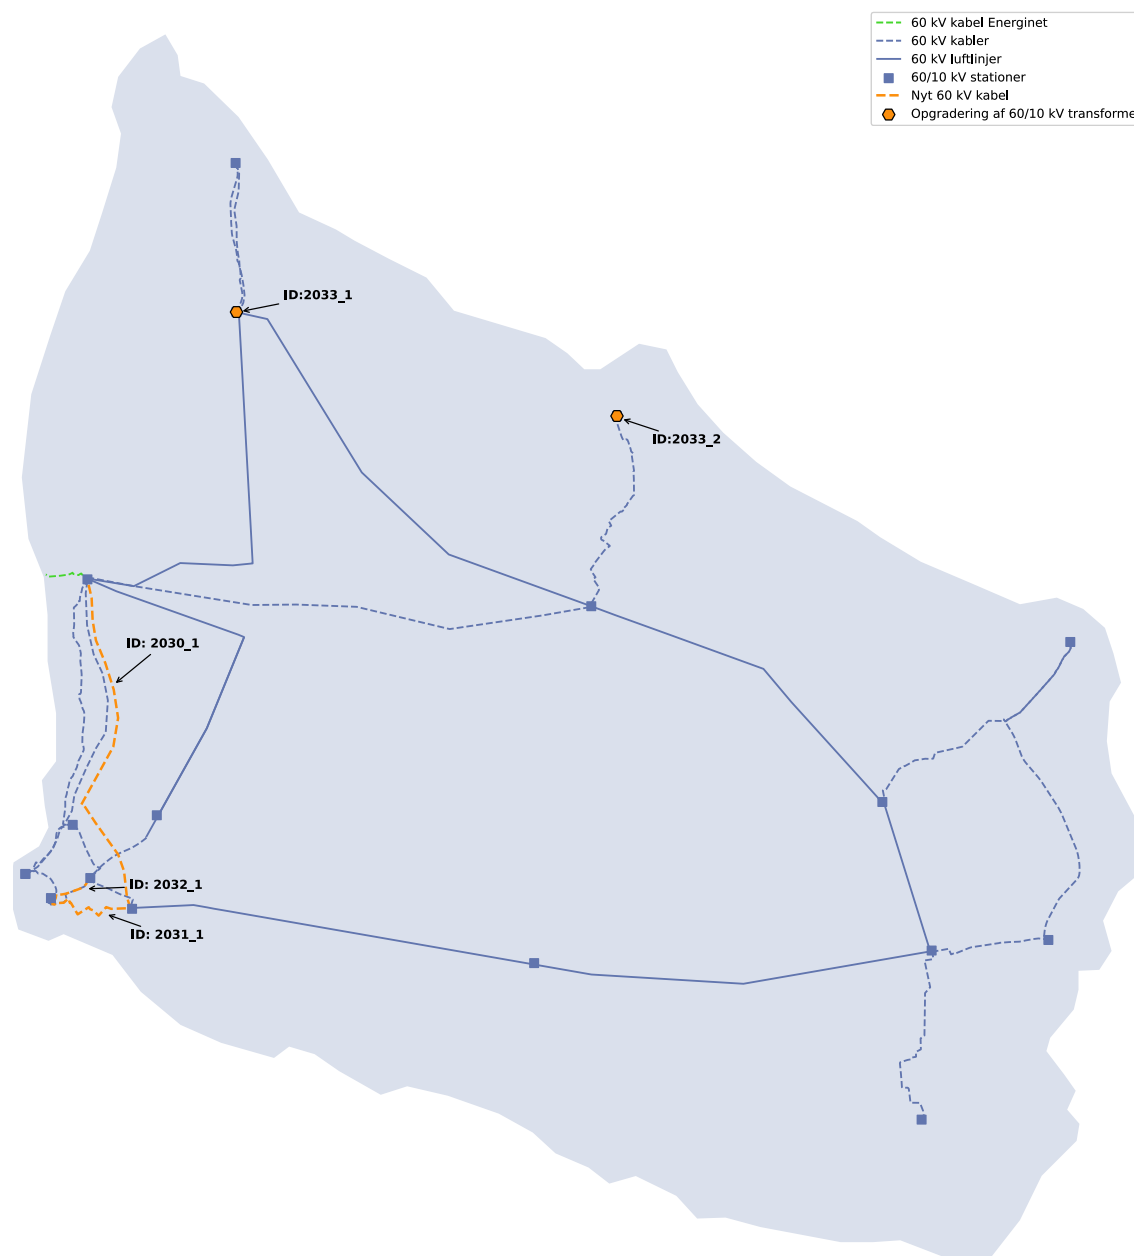 60 kV kabel Energinet
60 kV kabler
60 kV luftlinjer
60/10 kV stationer
Nyt 60 kV kabel
Opgradering af 60/10 kV transforme
ID:2033_1
ID:2033_2
ID: 2030_1
ID: 2032_1
ID: 2031_1